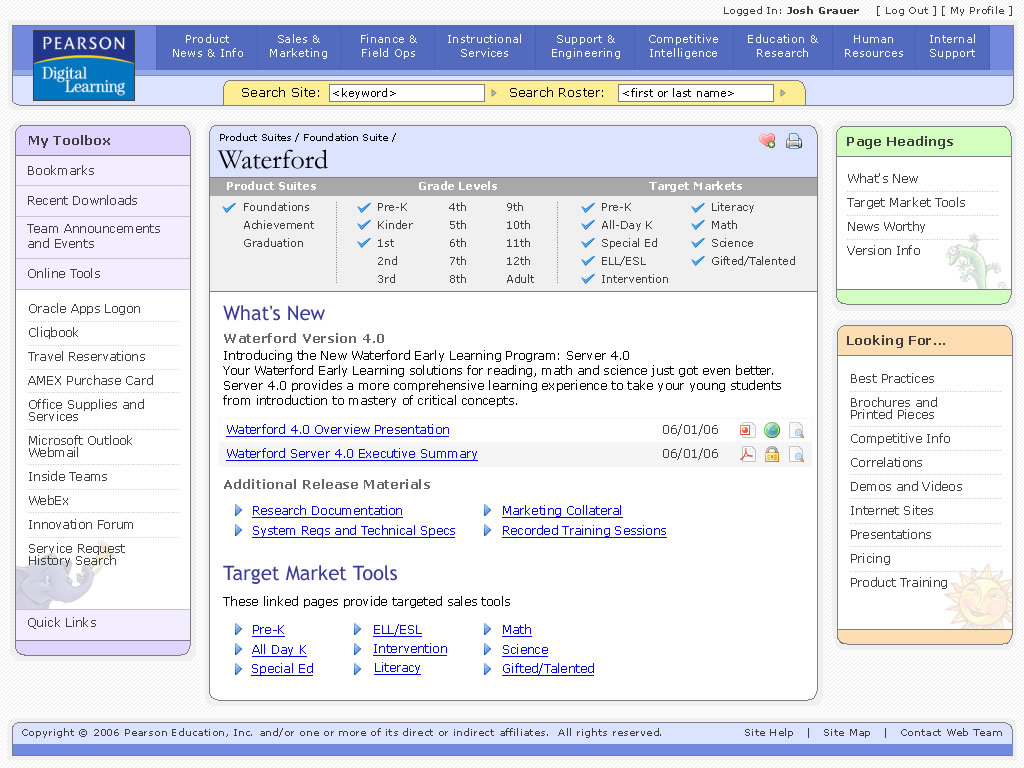 Logged In: Josh Grauer [ Log Out ] [ My Profile ]
PEARSON
Digital
Learning
Product
News & Info
Sales &
Marketing
Finance &
Field Ops
Instructional
Services
Support &
Engineering
Competitive
Intelligence
Education &
Research
Human
Resources
Internal
Support
Search Site: <keyword> Search Roster: <first or last name>
My Toolbox
Bookmarks
Recent Downloads
Team Announcements
and Events
Online Tools
Oracle Apps Logon
Cliqbook
Travel Reservations
AMEX Purchase Card
Office Supplies and
Services
Microsoft Outlook
Webmail
Inside Teams
WebEx
Innovation Forum
Service Request
History Search
Quick Links
Product Suites / Foundation Suite /
Waterford
Product Suites Grade Levels Target Markets
Foundations Pre-K 4th 9th Pre-K Literacy
Achievement Kinder 5th 10th All-Day K Math
Graduation 1st 6th 11th Special Ed Science
2nd 7th 12th ELL/ESL Gifted/Talented
3rd 8th Adult Intervention
What's New
Waterford Version 4.0
Introducing the New Waterford Early Learning Program: Server 4.0
Your Waterford Early Learning solutions for reading, math and science just got even better.
Server 4.0 provides a more comprehensive learning experience to take your young students
from introduction to mastery of critical concepts.
Waterford 4.0 Overview Presentation 06/01/06
Waterford Server 4.0 Executive Summary 06/01/06
Additional Release Materials
Research Documentation Marketing Collateral
System Reqs and Technical Specs Recorded Training Sessions
Target Market Tools
These linked pages provide targeted sales tools
Pre-K ELL/ESL Math
All Day K Intervention Science
Special Ed Literacy Gifted/Talented
Page Headings
What's New
Target Market Tools
News Worthy
Version Info
Looking For...
Best Practices
Brochures and
Printed Pieces
Competitive Info
Correlations
Demos and Videos
Internet Sites
Presentations
Pricing
Product Training
Copyright © 2006 Pearson Education, Inc. and/or one or more of its direct or indirect affiliates. All rights reserved. Site Help | Site Map | Contact Web Team